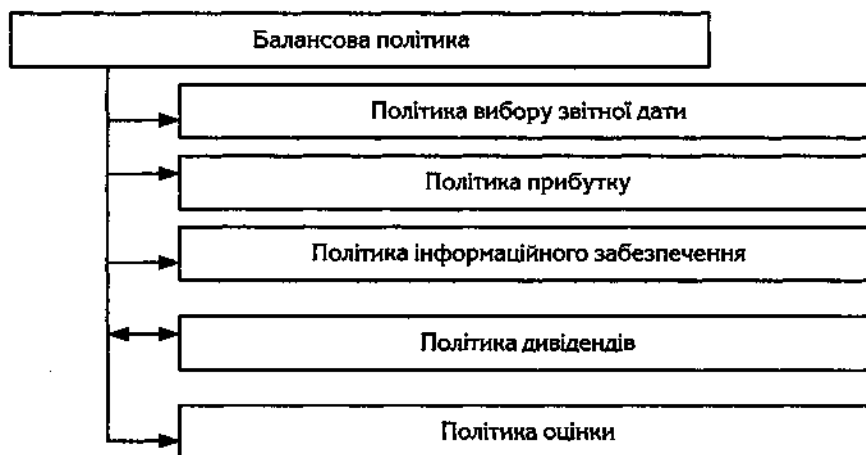 Балансова політика
Політика вибору звітної дати
Політика прибутку
Політика інформаційного забезпечення
Політика дивідендів
Політика оцінки